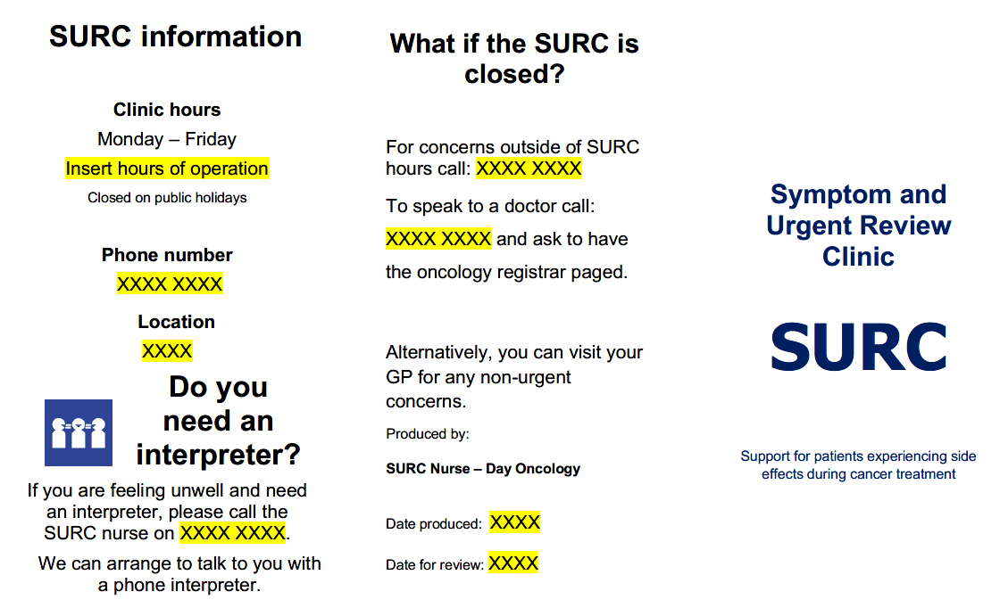 SURC information
Clinic hours
Monday – Friday
Insert hours of operation
Closed on public holidays
Phone number
XXXX XXXX
Location
XXXX
Do you
need an
interpreter?
If you are feeling unwell and need
an interpreter, please call the
SURC nurse on XXXX XXXX.
We can arrange to talk to you with
a phone interpreter.
What if the SURC is
closed?
For concerns outside of SURC
hours call: XXXX XXXX
To speak to a doctor call:
XXXX XXXX and ask to have
the oncology registrar paged.
Alternatively, you can visit your
GP for any non-urgent
concerns.
Produced by:
SURC Nurse – Day Oncology
Date produced: XXXX
Date for review: XXXX
Symptom and
Urgent Review
Clinic
SURC
Support for patients experiencing side
effects during cancer treatment